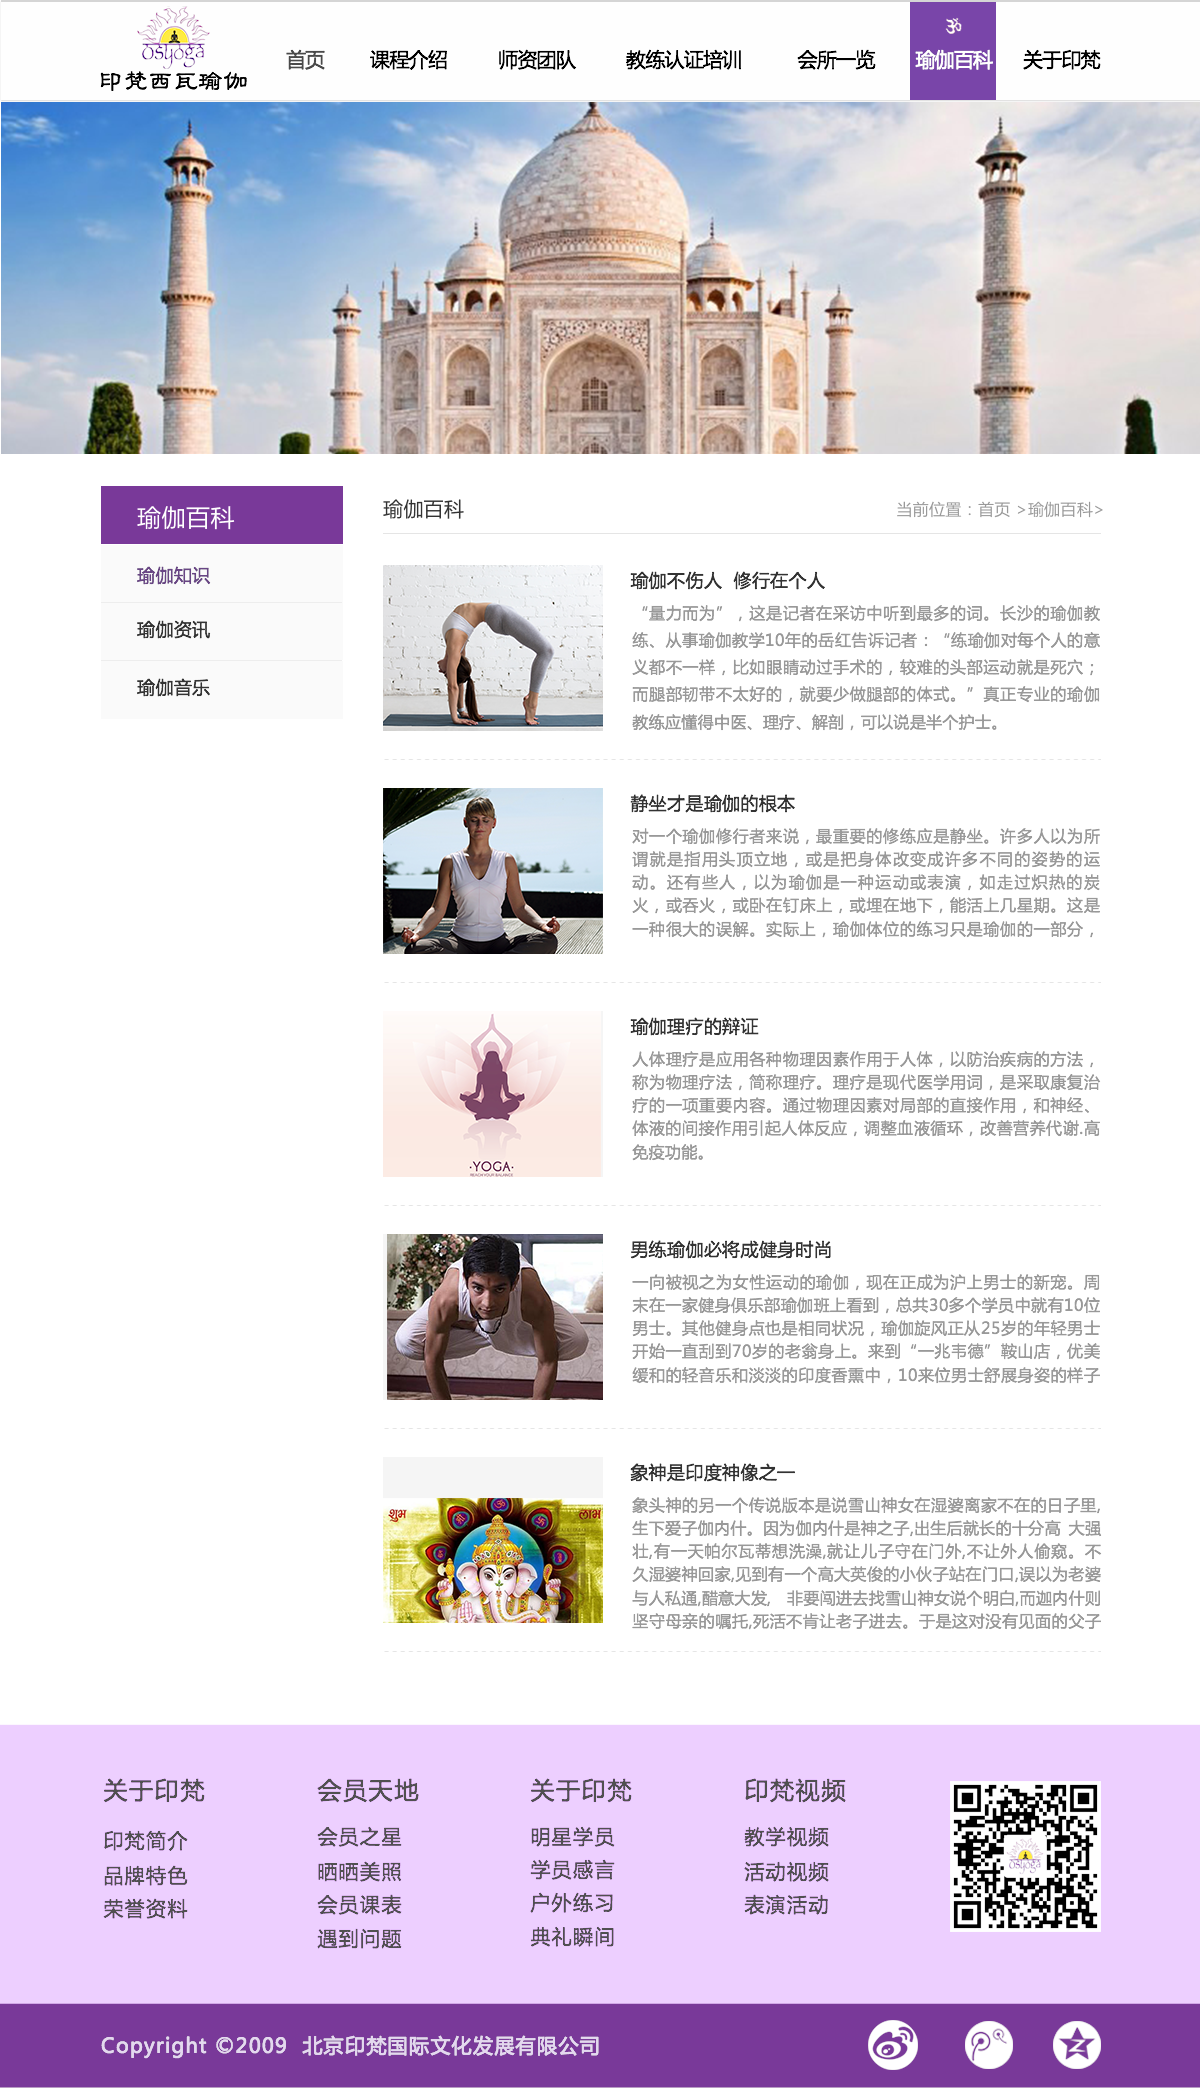 osyoga
印梵西瓦瑜伽
首页 课程介绍 师资团队 教练认证培训 会所一览 瑜伽百科 关于印梵
ॐ
瑜伽百科
瑜伽知识
瑜伽资讯
瑜伽音乐
瑜伽百科
当前位置：首页 >瑜伽百科>
瑜伽不伤人 修行在个人
“量力而为”，这是记者在采访中听到最多的词。长沙的瑜伽教
练、从事瑜伽教学10年的岳红告诉记者：“练瑜伽对每个人的意
义都不一样，比如眼睛动过手术的，较难的头部运动就是死穴；
而腿部韧带不太好的，就要少做腿部的体式。”真正专业的瑜伽
教练应懂得中医、理疗、解剖，可以说是半个护士。
静坐才是瑜伽的根本
对一个瑜伽修行者来说，最重要的修练应是静坐。许多人以为所
谓就是指用头顶立地，或是把身体改变成许多不同的姿势的运
动。还有些人，以为瑜伽是一种运动或表演，如走过炽热的炭
火，或吞火，或卧在钉床上，或埋在地下，能活上几星期。这是
一种很大的误解。实际上，瑜伽体位的练习只是瑜伽的一部分，
·YOGA·
REACH YOUR BALANCE
瑜伽理疗的辩证
人体理疗是应用各种物理因素作用于人体，以防治疾病的方法，
称为物理疗法，简称理疗。理疗是现代医学用词，是采取康复治
疗的一项重要内容。通过物理因素对局部的直接作用，和神经、
体液的间接作用引起人体反应，调整血液循环，改善营养代谢.高
免疫功能。
男练瑜伽必将成健身时尚
一向被视之为女性运动的瑜伽，现在正成为沪上男士的新宠。周
末在一家健身俱乐部瑜伽班上看到，总共30多个学员中就有10位
男士。其他健身点也是相同状况，瑜伽旋风正从25岁的年轻男士
开始一直刮到70岁的老翁身上。来到“一兆韦德”鞍山店，优美
缓和的轻音乐和淡淡的印度香熏中，10来位男士舒展身姿的样子
शुभ लाभ
象神是印度神像之一
象头神的另一个传说版本是说雪山神女在湿婆离家不在的日子里,
生下爱子伽内什。因为伽内什是神之子,出生后就长的十分高 大强
壮,有一天帕尔瓦蒂想洗澡,就让儿子守在门外,不让外人偷窥。不
久湿婆神回家,见到有一个高大英俊的小伙子站在门口,误以为老婆
与人私通,醋意大发, 非要闯进去找雪山神女说个明白,而迦内什则
坚守母亲的嘱托,死活不肯让老子进去。于是这对没有见面的父子
关于印梵
印梵简介
品牌特色
荣誉资料
会员天地
会员之星
晒晒美照
会员课表
遇到问题
关于印梵
明星学员
学员感言
户外练习
典礼瞬间
印梵视频
教学视频
活动视频
表演活动
osyoga
Copyright ©2009 北京印梵国际文化发展有限公司